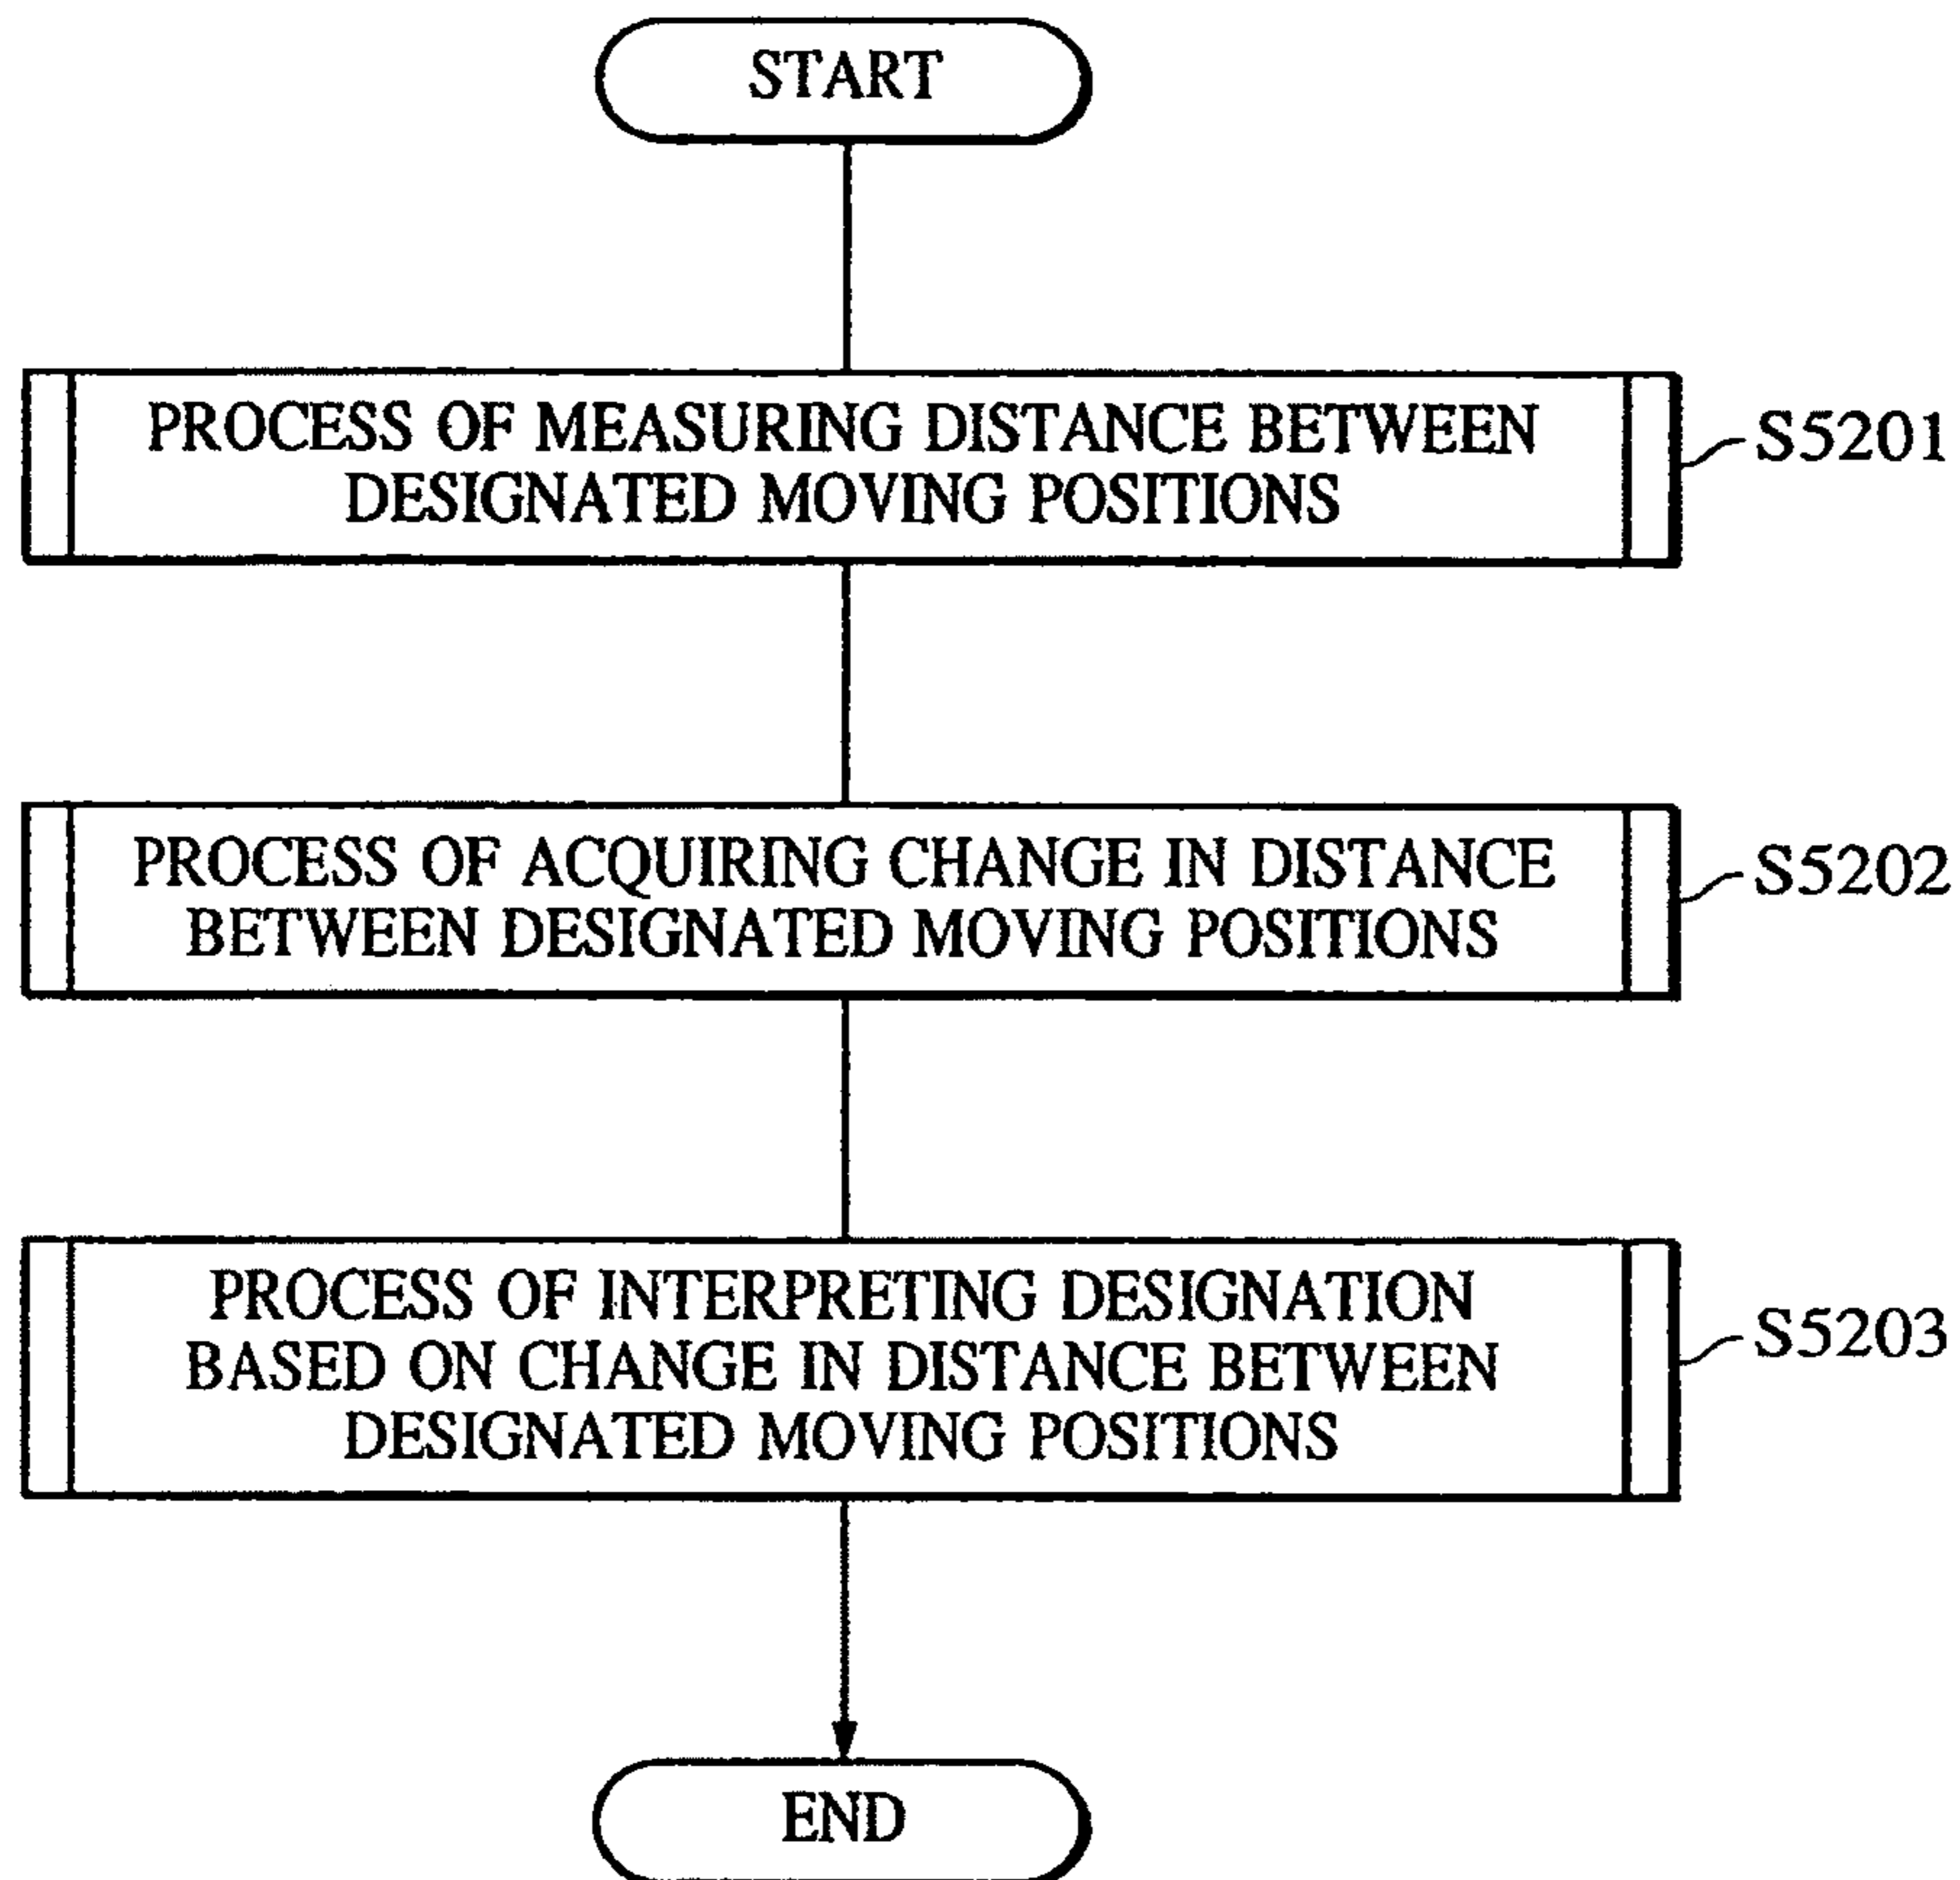 START
PROCESS OF MEASURING DISTANCE BETWEEN
DESIGNATED MOVING POSITIONS
S5201
PROCESS OF ACQUIRING CHANGE IN DISTANCE
BETWEEN DESIGNATED MOVING POSITIONS
S5202
PROCESS OF INTERPRETING DESIGNATION
BASED ON CHANGE IN DISTANCE BETWEEN
DESIGNATED MOVING POSITIONS
S5203
END